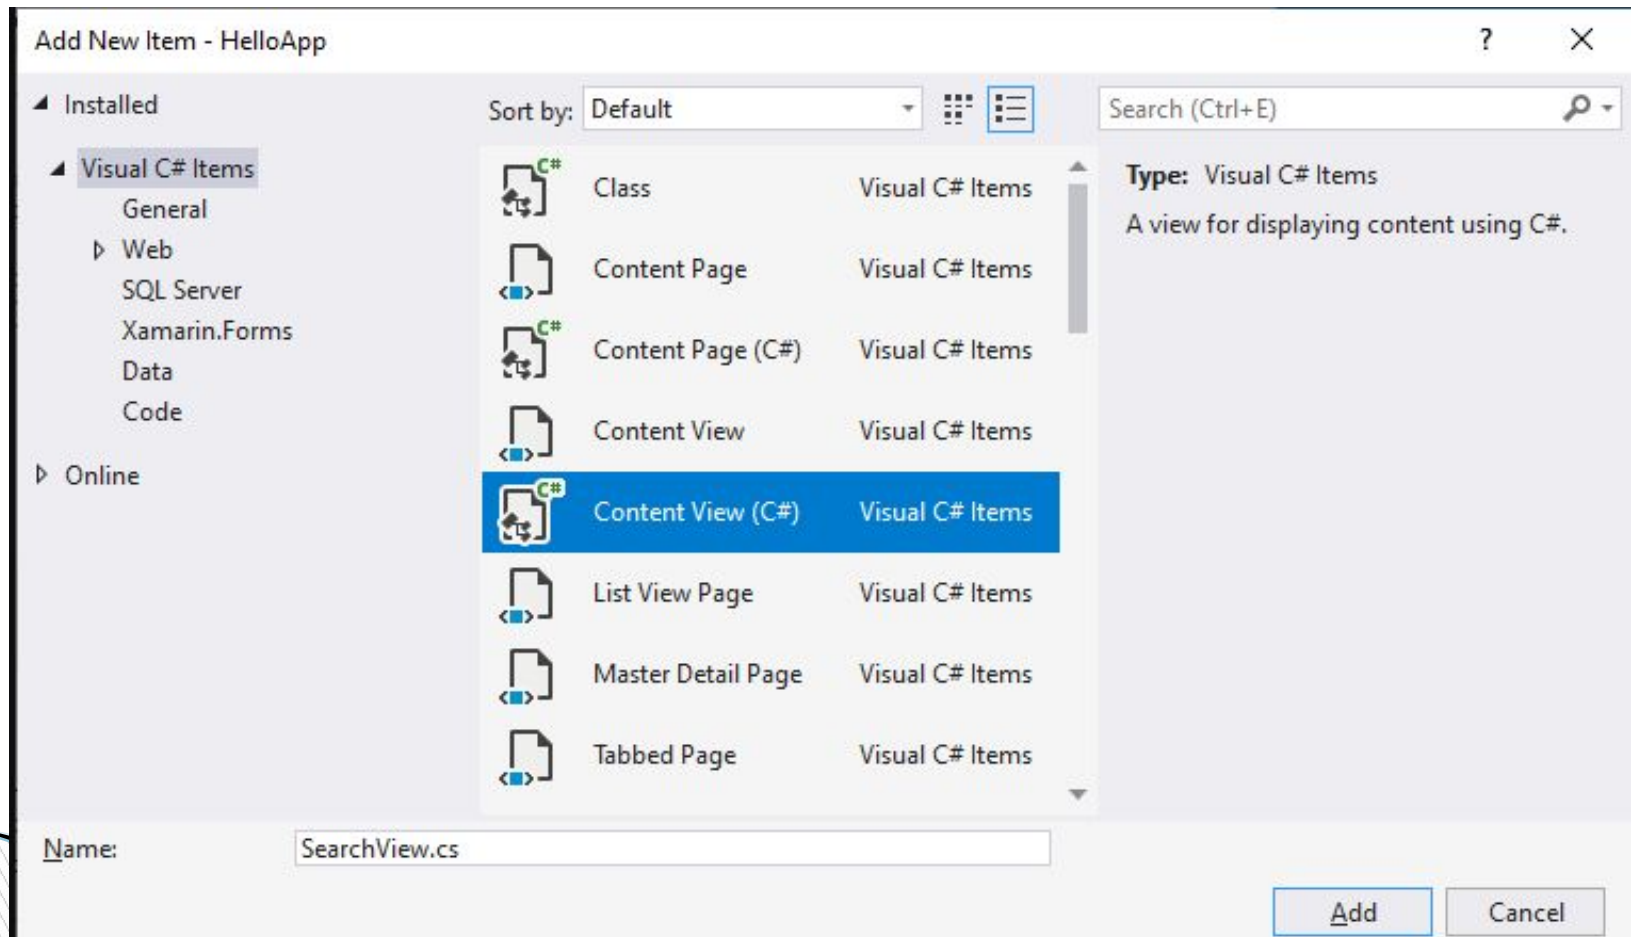 Add New Item - HelloApp
?
Installed
Visual C# Items
General
Web
SQL Server
Xamarin.Forms
Data
Code
Online
Sort by: Default
C# Class Visual C# Items
Content Page Visual C# Items
C# Content Page (C#) Visual C# Items
Content View Visual C# Items
C# Content View (C#) Visual C# Items
List View Page Visual C# Items
Master Detail Page Visual C# Items
Tabbed Page Visual C# Items
Search (Ctrl+E)
Type: Visual C# Items
A view for displaying content using C#.
Name: SearchView.cs
Add Cancel